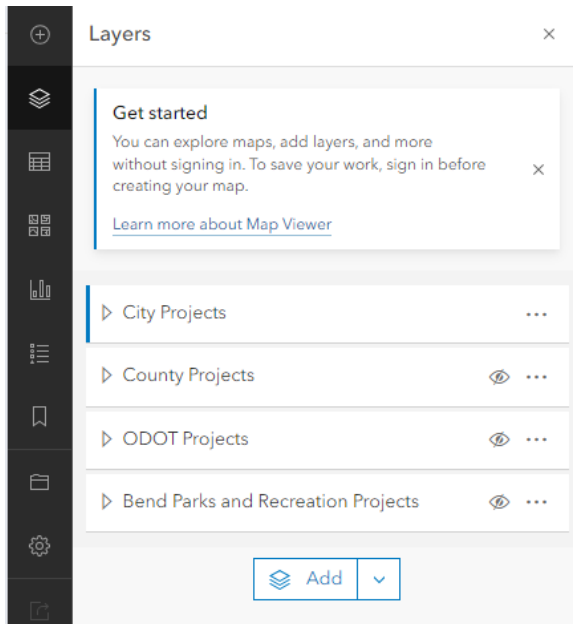 Layers
Get started
You can explore maps, add layers, and more
without signing in. To save your work, sign in before
creating your map.
Learn more about Map Viewer
City Projects
County Projects
ODOT Projects
Bend Parks and Recreation Projects
Add